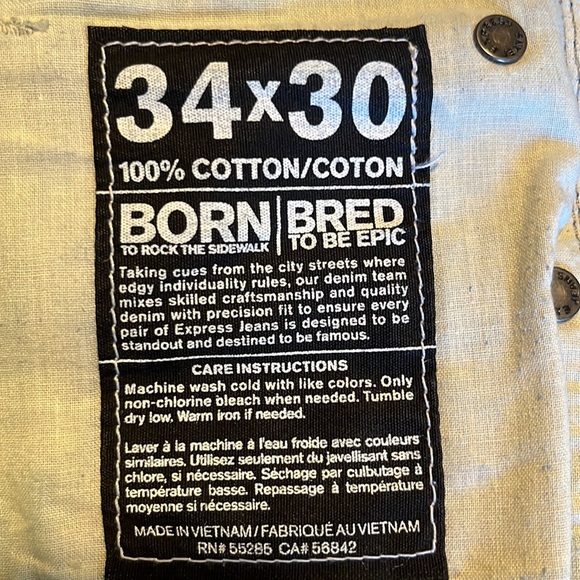 34x30
100% COTTON/COTON
BORN BRED
TO ROCK THE SIDEWALK TO BE EPIC
Taking cues from the city streets where
edgy individuality rules, our denim team
mixes skilled craftsmanship and quality
denim with precision fit to ensure every
pair of Express Jeans is designed to be
standout and destined to be famous.
CARE INSTRUCTIONS
Machine wash cold with like colors. Only
non-chlorine bleach when needed. Tumble
dry low. Warm iron if needed.
Laver à la machine à l'eau froide avec couleurs
similaires. Utilisez seulement du javellisant sans
chlore, si nécessaire. Séchage par culbutage à
température basse. Repassage à température
moyenne si nécessaire.
MADE IN VIETNAM/FABRIQUÉ AU VIETNAM
RN# 55285 CA# 56842